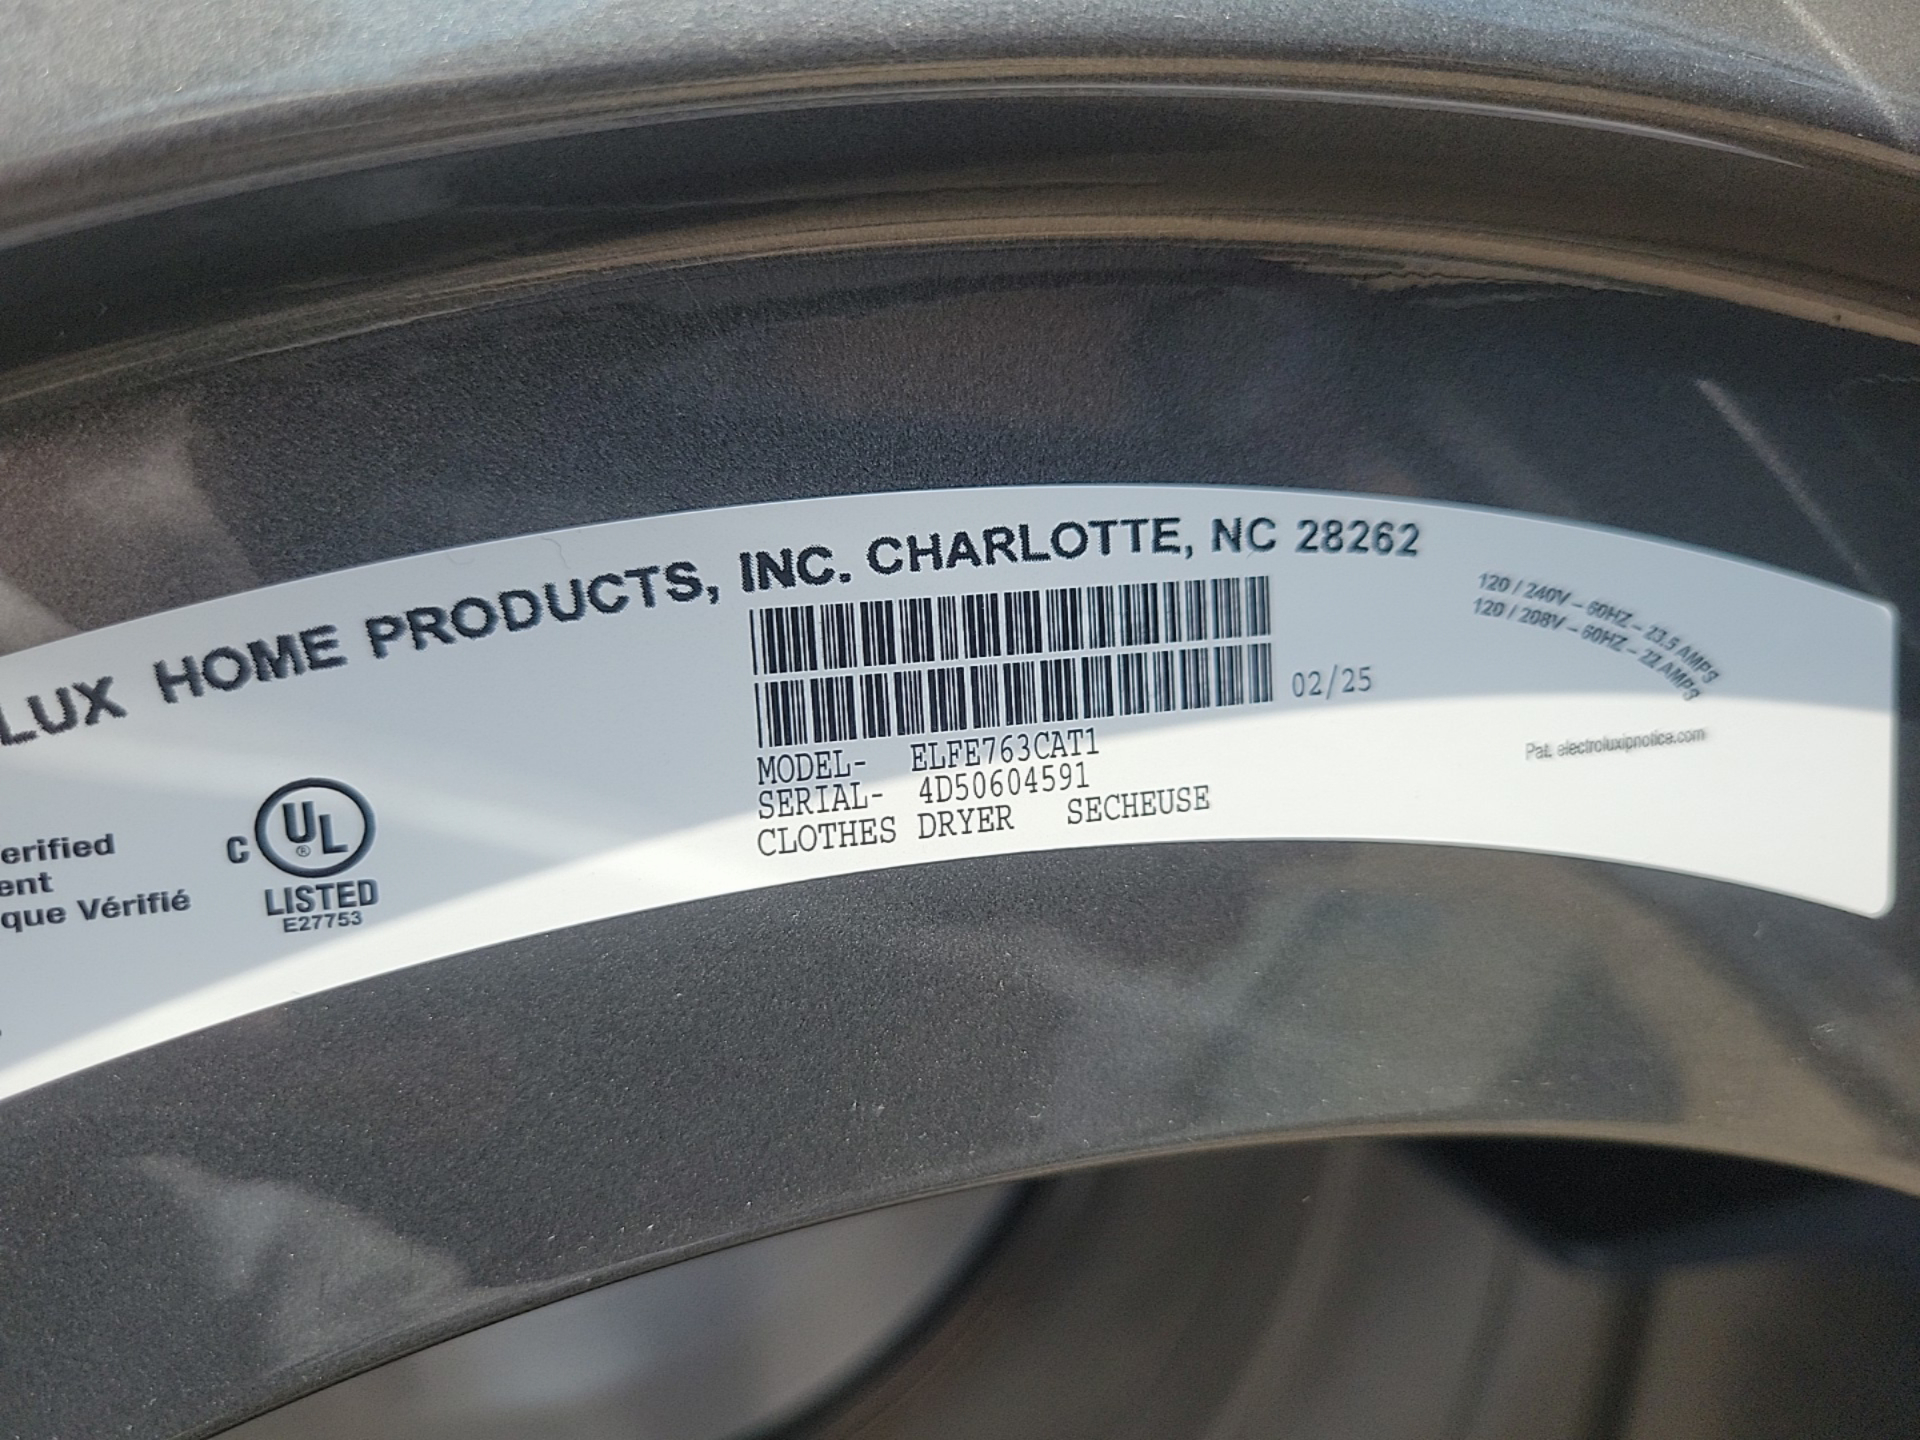 LUX HOME PRODUCTS, INC. CHARLOTTE, NC 28262
120 / 240V – 60HZ – 23.5 AMPS
120 / 208V – 60HZ – 22 AMPS
02/25
Pat. electroluxipnotice.com
MODEL- ELFE763CAT1
SERIAL- 4D50604591
CLOTHES DRYER SECHEUSE
erified
ent
que Vérifié
C UL ®
LISTED
E27753